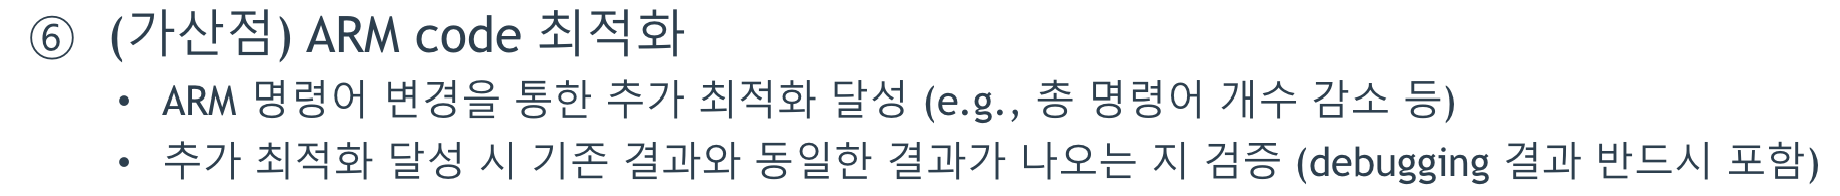 ⑥ (가산점) ARM code 최적화
• ARM 명령어 변경을 통한 추가 최적화 달성 (e.g., 총 명령어 개수 감소 등)
• 추가 최적화 달성 시 기존 결과와 동일한 결과가 나오는 지 검증 (debugging 결과 반드시 포함)